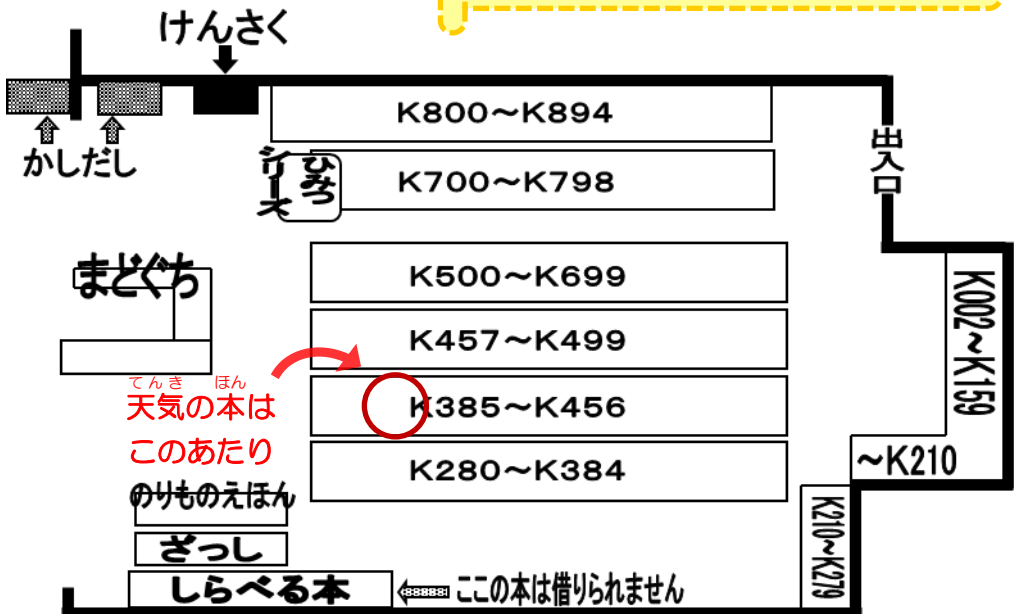 けんさく
かしだし
K800～K894
出入口
ひみつ
シリーズ
K700～K798
まどぐち
K500～K699
K002～K159
K457～K499
てんき ほん
天気の本は
このあたり
K385～K456
～K210
K280～K384
のりものえほん
K210～K279
ざっし
しらべる本
ここの本は借りられません